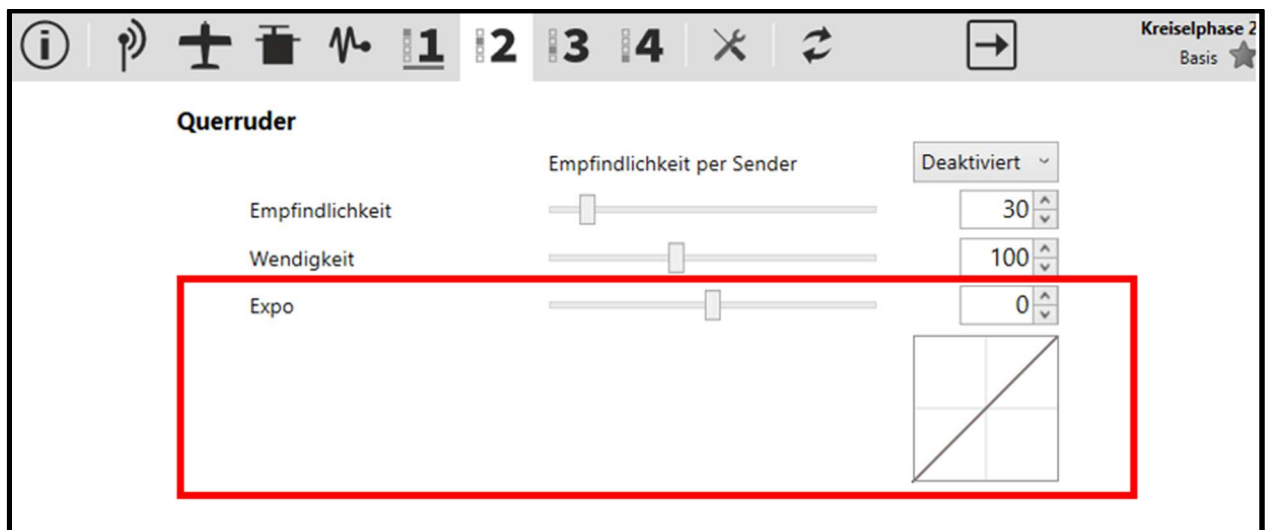 1 2 3 4
Kreiselphase 2
Basis
Querruder
Empfindlichkeit per Sender Deaktiviert
Empfindlichkeit 30
Wendigkeit 100
Expo 0